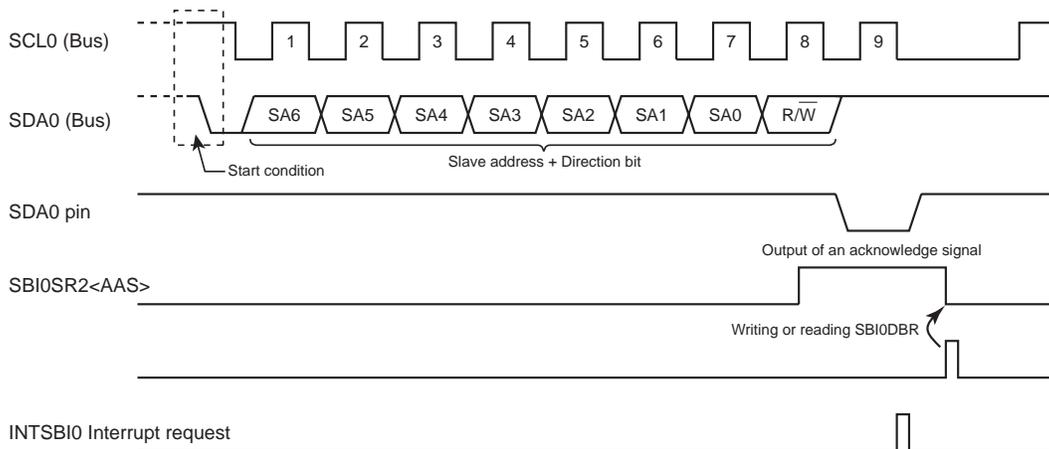 SCL0 (Bus)
1 2 3 4 5 6 7 8 9
SDA0 (Bus)
SA6 SA5 SA4 SA3 SA2 SA1 SA0 R/W̅
Slave address + Direction bit
Start condition
SDA0 pin
Output of an acknowledge signal
SBI0SR2<AAS>
Writing or reading SBI0DBR
INTSBI0 Interrupt request